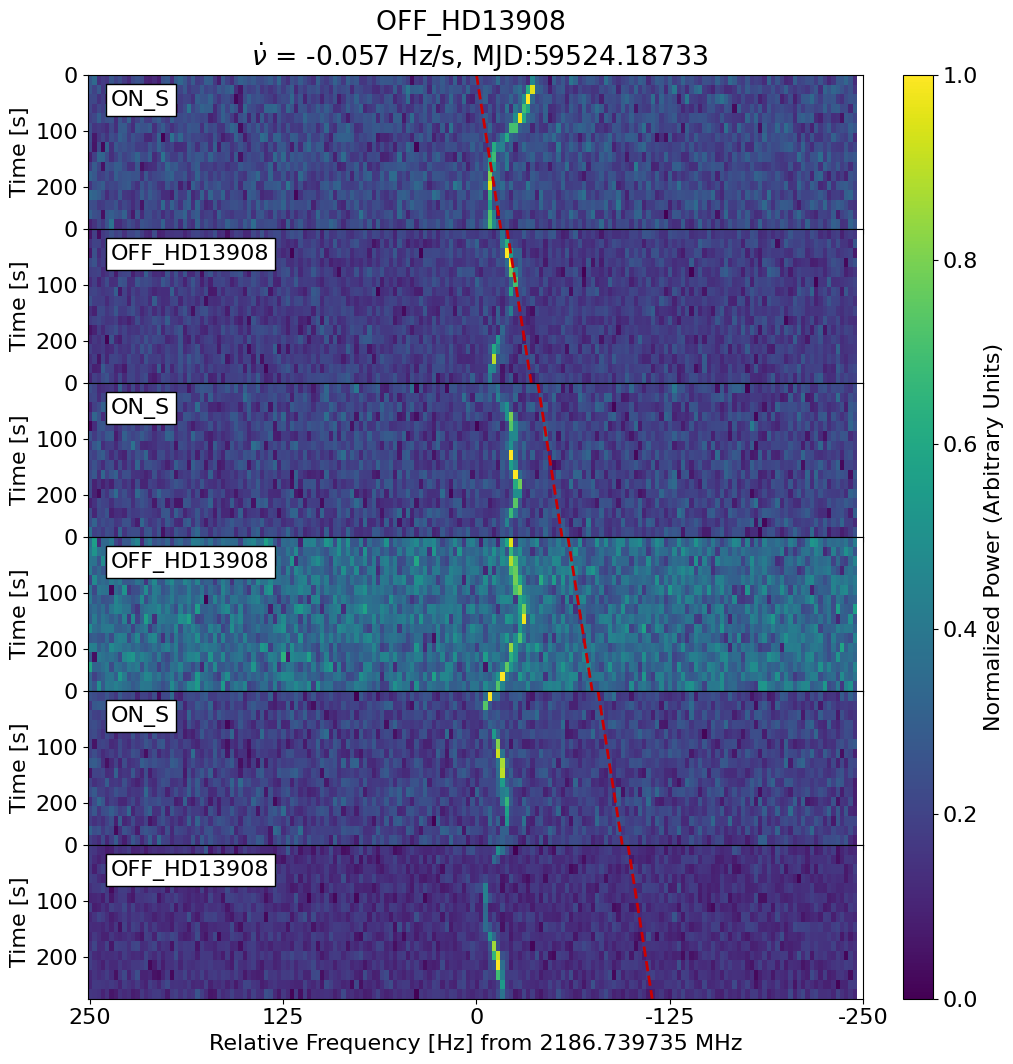 OFF_HD13908
ν̇ = -0.057 Hz/s, MJD:59524.18733
0
ON_S
100
200
Time [s]
0
OFF_HD13908
100
200
Time [s]
0
ON_S
100
200
Time [s]
0
OFF_HD13908
100
200
Time [s]
0
ON_S
100
200
Time [s]
0
OFF_HD13908
100
200
Time [s]
250 125 0 -125 -250
Relative Frequency [Hz] from 2186.739735 MHz
1.0
0.8
0.6
0.4
0.2
0.0
Normalized Power (Arbitrary Units)